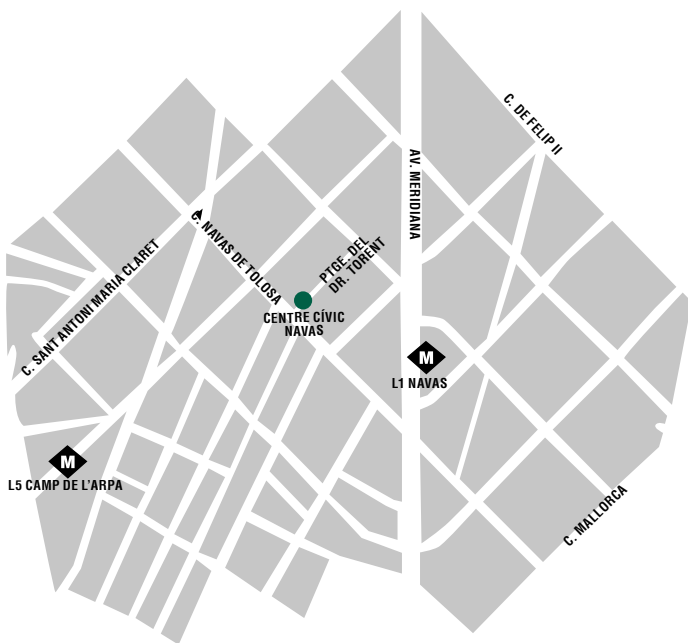 C. DE FELIP II
AV. MERIDIANA
C. NAVAS DE TOLOSA
PTGE. DEL
DR. TORENT
C. SANT ANTONI MARIA CLARET
CENTRE CÍVIC
NAVAS
M
L1 NAVAS
M
L5 CAMP DE L'ARPA
C. MALLORCA